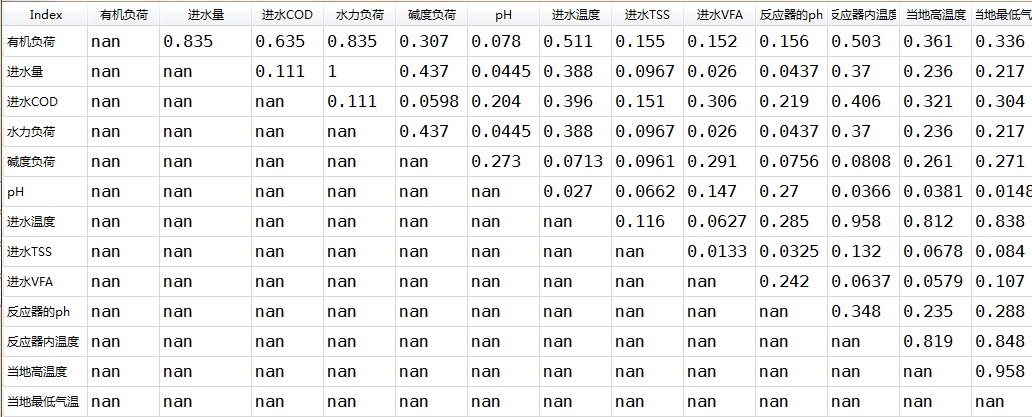 Index 有机负荷 进水量 进水COD 水力负荷 碱度负荷 pH 进水温度 进水TSS 进水VFA 反应器的ph 反应器内温度 当地高温度 当地最低气
有机负荷 nan 0.835 0.635 0.835 0.307 0.078 0.511 0.155 0.152 0.156 0.503 0.361 0.336
进水量 nan nan 0.111 1 0.437 0.0445 0.388 0.0967 0.026 0.0437 0.37 0.236 0.217
进水COD nan nan nan 0.111 0.0598 0.204 0.396 0.151 0.306 0.219 0.406 0.321 0.304
水力负荷 nan nan nan nan 0.437 0.0445 0.388 0.0967 0.026 0.0437 0.37 0.236 0.217
碱度负荷 nan nan nan nan nan 0.273 0.0713 0.0961 0.291 0.0756 0.0808 0.261 0.271
pH nan nan nan nan nan nan 0.027 0.0662 0.147 0.27 0.0366 0.0381 0.0148
进水温度 nan nan nan nan nan nan nan 0.116 0.0627 0.285 0.958 0.812 0.838
进水TSS nan nan nan nan nan nan nan nan 0.0133 0.0325 0.132 0.0678 0.084
进水VFA nan nan nan nan nan nan nan nan nan 0.242 0.0637 0.0579 0.107
反应器的ph nan nan nan nan nan nan nan nan nan nan 0.348 0.235 0.288
反应器内温度 nan nan nan nan nan nan nan nan nan nan nan 0.819 0.848
当地高温度 nan nan nan nan nan nan nan nan nan nan nan nan 0.958
当地最低气温 nan nan nan nan nan nan nan nan nan nan nan nan nan